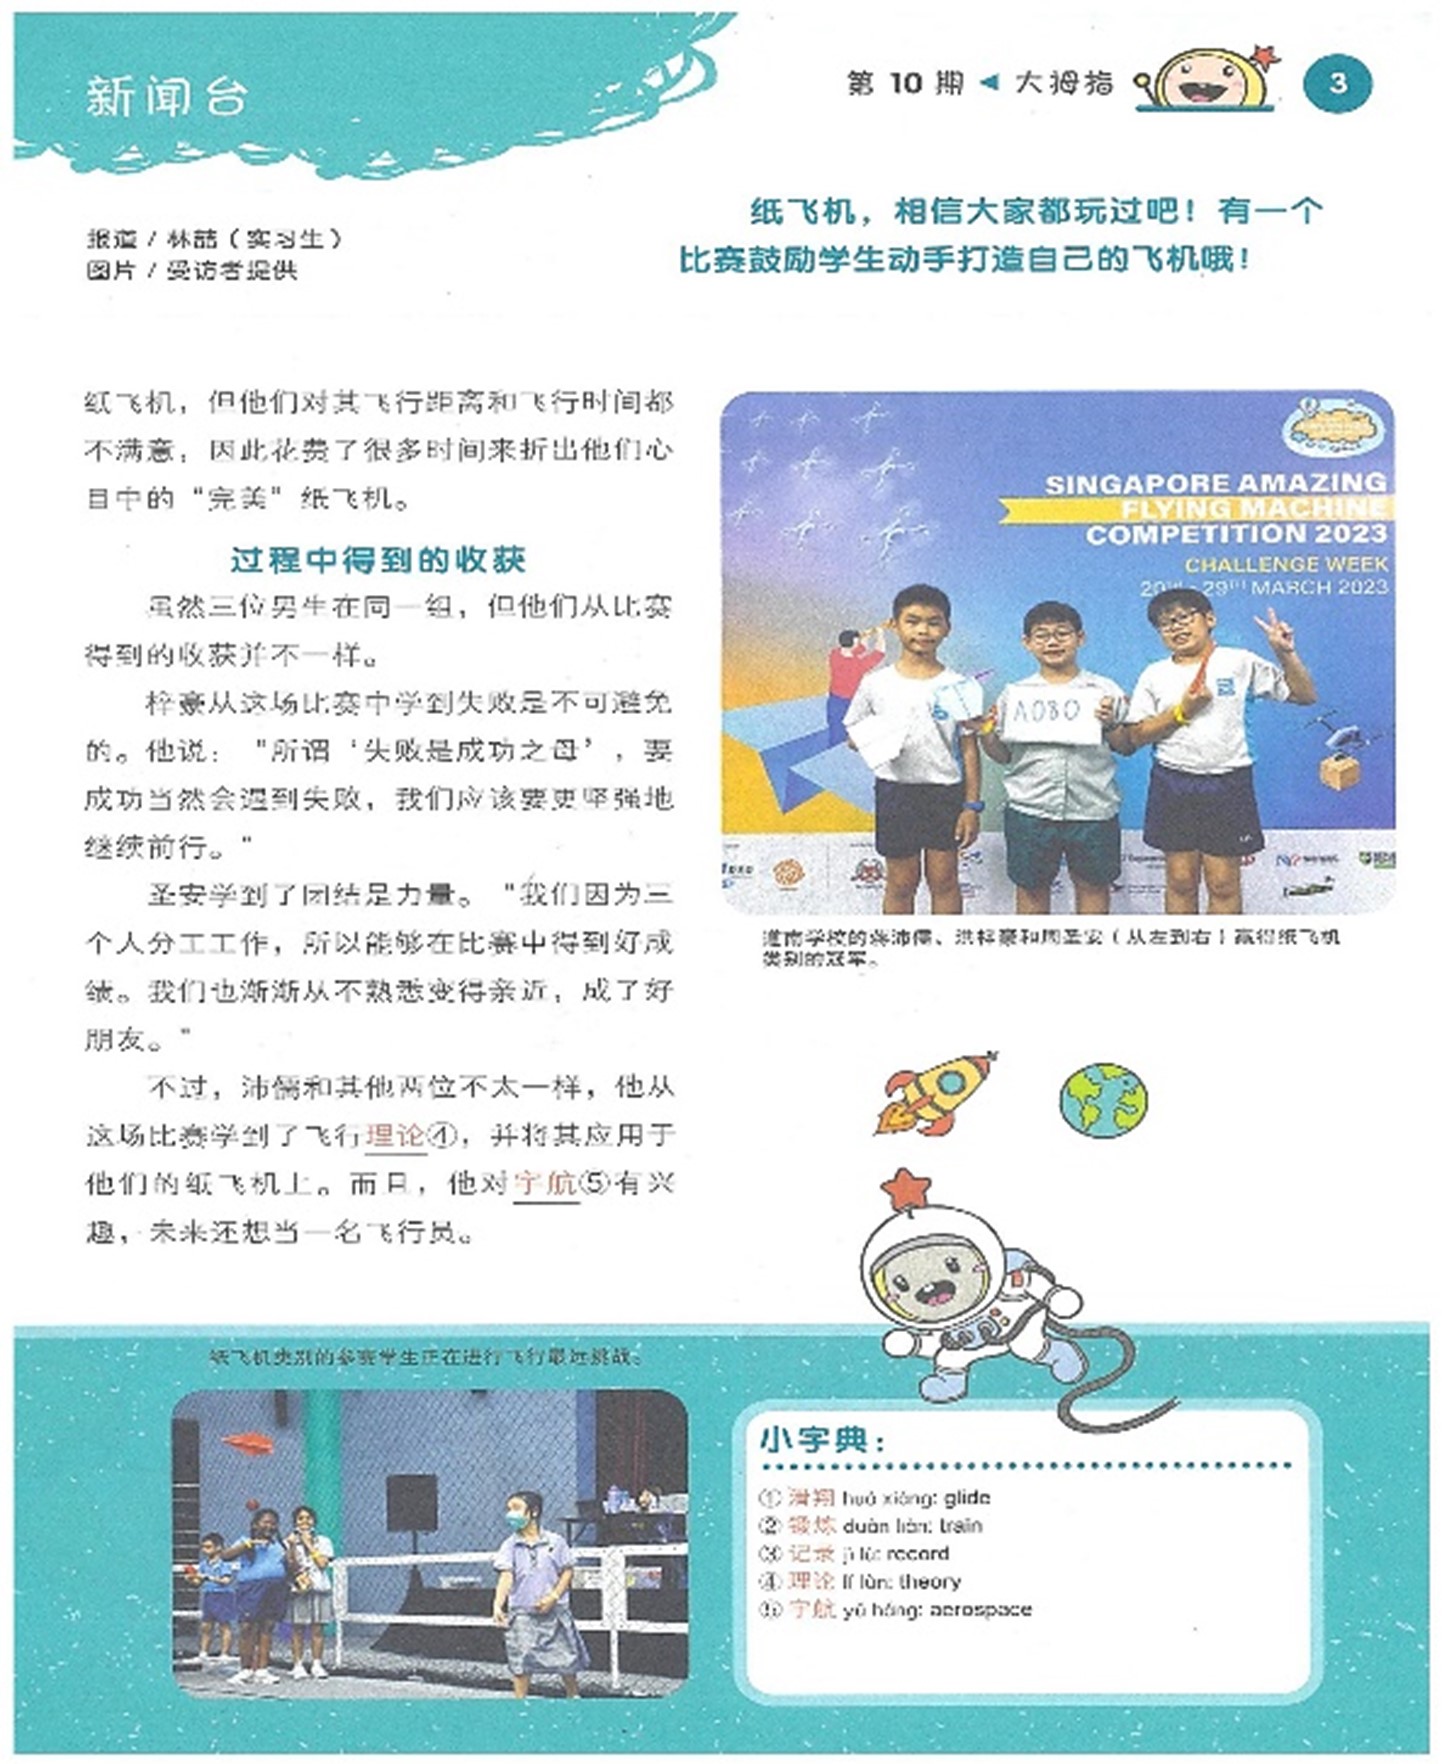 新闻台
第 10 期 ◀ 大拇指
3
报道 / 林喆（实习生）
图片 / 受访者提供
纸飞机，相信大家都玩过吧！有一个
比赛鼓励学生动手打造自己的飞机哦！
纸飞机，但他们对其飞行距离和飞行时间都
不满意，因此花费了很多时间来折出他们心
目中的“完美”纸飞机。
过程中得到的收获
虽然三位男生在同一组，但他们从比赛
得到的收获并不一样。
梓豪从这场比赛中学到失败是不可避免
的。他说：“所谓‘失败是成功之母’，要
成功当然会遇到失败，我们应该要更坚强地
继续前行。”
圣安学到了团结是力量。“我们因为三
个人分工工作，所以能够在比赛中得到好成
绩。我们也渐渐从不熟悉变得亲近，成了好
朋友。”
不过，沛儒和其他两位不太一样，他从
这场比赛学到了飞行理论④，并将其应用于
他们的纸飞机上。而且，他对宇航⑤有兴
趣，未来还想当一名飞行员。
SINGAPORE AMAZING
FLYING MACHINE
COMPETITION 2023
CHALLENGE WEEK
20TH - 29TH MARCH 2023
AOBO
道南学校的蒋沛儒、洪梓豪和周圣安（从左到右）赢得纸飞机
类别的冠军。
纸飞机类别的参赛学生正在进行飞行最远挑战。
小字典：
① 滑翔 huá xiáng: glide
② 锻炼 duàn liàn: train
③ 记录 jì lù: record
④ 理论 lǐ lùn: theory
⑤ 宇航 yǔ háng: aerospace